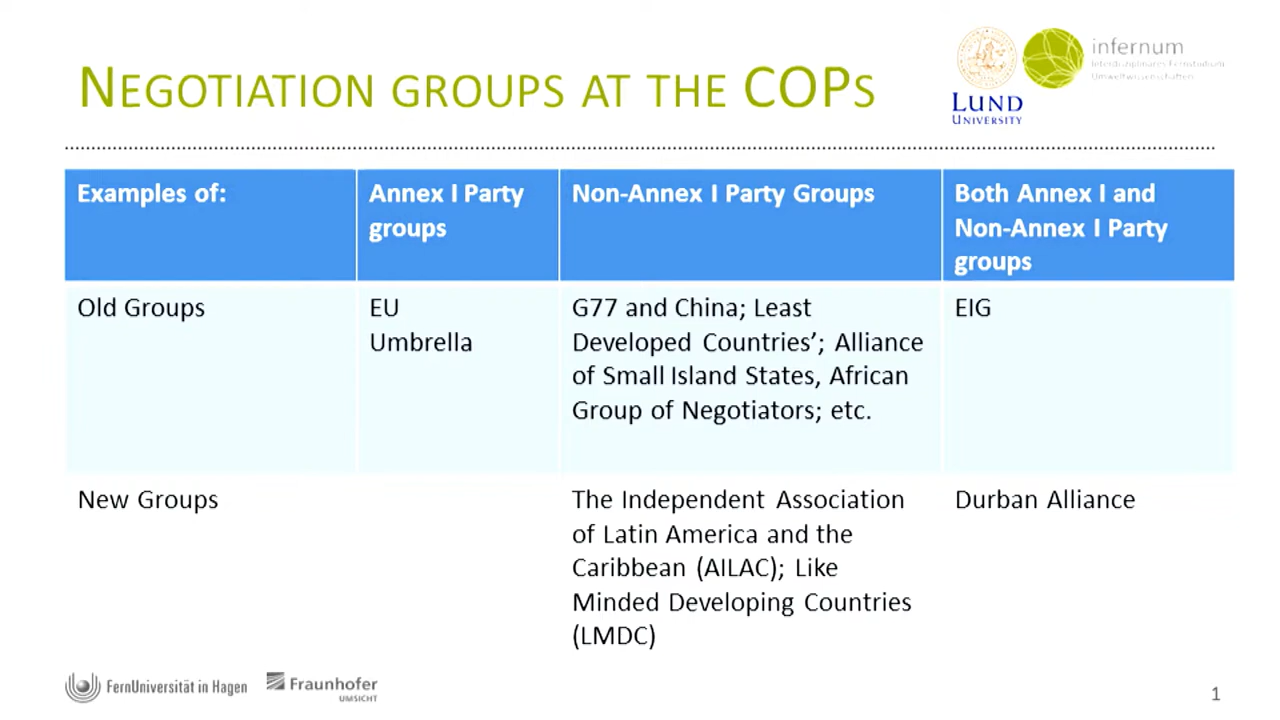 NEGOTIATION GROUPS AT THE COPs
LUND
UNIVERSITY
infernum
Interdisziplinäres Fernstudium
Umweltwissenschaften
Examples of:
Annex I Party
groups
Non-Annex I Party Groups
Both Annex I and
Non-Annex I Party
groups
Old Groups
EU
Umbrella
G77 and China; Least
Developed Countries’; Alliance
of Small Island States, African
Group of Negotiators; etc.
EIG
New Groups
The Independent Association
of Latin America and the
Caribbean (AILAC); Like
Minded Developing Countries
(LMDC)
Durban Alliance
FernUniversität in Hagen
Fraunhofer
UMSICHT
1